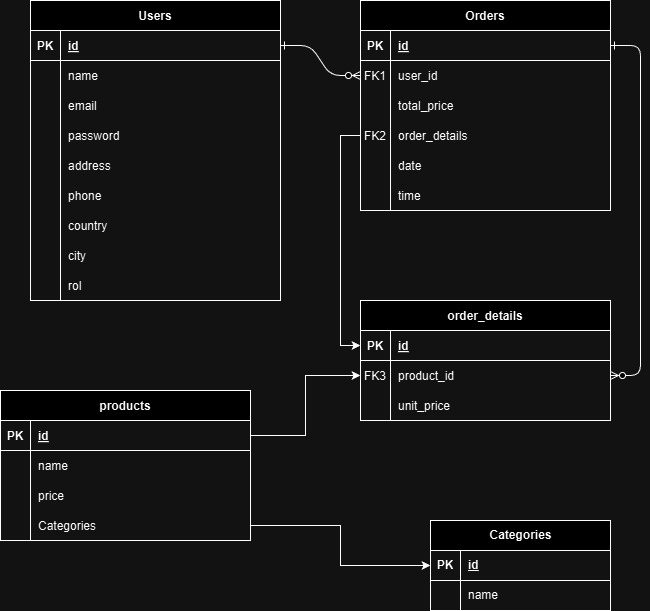 Users
PK id
name
email
password
address
phone
country
city
rol
Orders
PK id
FK1 user_id
total_price
FK2 order_details
date
time
order_details
PK id
FK3 product_id
unit_price
products
PK id
name
price
Categories
Categories
PK id
name